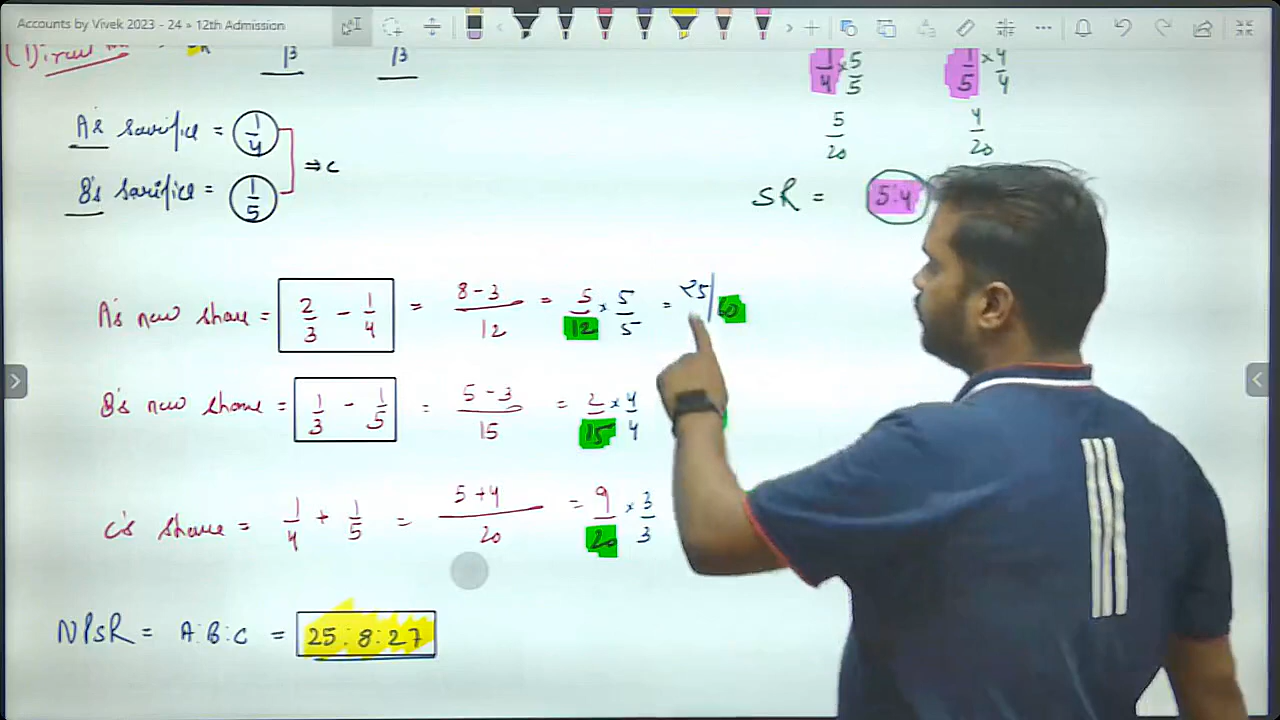 Accounts by Vivek 2023 - 24 » 12th Admission
1/4 × 5/5 1/5 × 4/4
5/20 4/20
A's sacrifice = 1/4
⇒ C
B's sacrifice = 1/5
SR = 5:4
A's new share = 2/3 - 1/4 = 8-3/12 = 5/12 × 5/5 = 25/60
B's new share = 1/3 - 1/5 = 5-3/15 = 2/15 × 4/4
C's share = 1/4 + 1/5 = 5+4/20 = 9/20 × 3/3
NPSR = A:B:C = 25:8:27